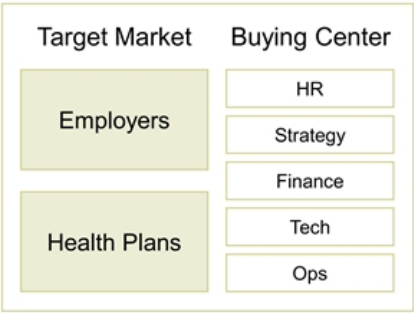 Target Market
Buying Center
Employers
Health Plans
HR
Strategy
Finance
Tech
Ops